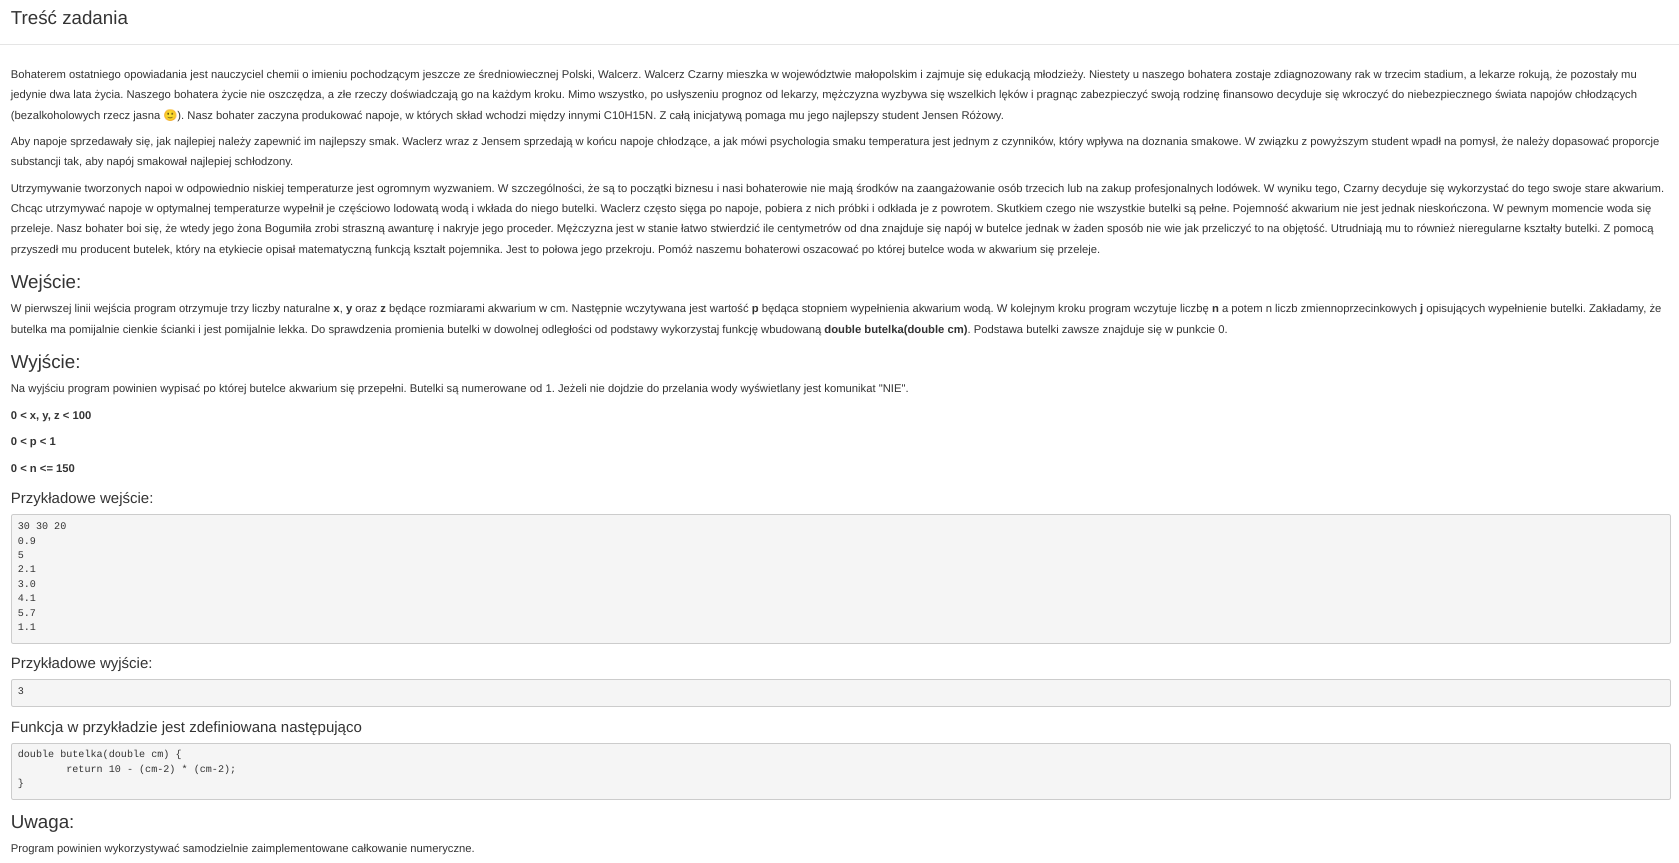 Treść zadania
Bohaterem ostatniego opowiadania jest nauczyciel chemii o imieniu pochodzącym jeszcze ze średniowiecznej Polski, Walcerz. Walcerz Czarny mieszka w województwie małopolskim i zajmuje się edukacją młodzieży. Niestety u naszego bohatera zostaje zdiagnozowany rak w trzecim stadium, a lekarze rokują, że pozostały mu
jedynie dwa lata życia. Naszego bohatera życie nie oszczędza, a złe rzeczy doświadczają go na każdym kroku. Mimo wszystko, po usłyszeniu prognoz od lekarzy, mężczyzna wyzbywa się wszelkich lęków i pragnąc zabezpieczyć swoją rodzinę finansowo decyduje się wkroczyć do niebezpiecznego świata napojów chłodzących
(bezalkoholowych rzecz jasna 🙂). Nasz bohater zaczyna produkować napoje, w których skład wchodzi między innymi C10H15N. Z całą inicjatywą pomaga mu jego najlepszy student Jensen Różowy.
Aby napoje sprzedawały się, jak najlepiej należy zapewnić im najlepszy smak. Waclerz wraz z Jensem sprzedają w końcu napoje chłodzące, a jak mówi psychologia smaku temperatura jest jednym z czynników, który wpływa na doznania smakowe. W związku z powyższym student wpadł na pomysł, że należy dopasować proporcje
substancji tak, aby napój smakował najlepiej schłodzony.
Utrzymywanie tworzonych napoi w odpowiednio niskiej temperaturze jest ogromnym wyzwaniem. W szczególności, że są to początki biznesu i nasi bohaterowie nie mają środków na zaangażowanie osób trzecich lub na zakup profesjonalnych lodówek. W wyniku tego, Czarny decyduje się wykorzystać do tego swoje stare akwarium.
Chcąc utrzymywać napoje w optymalnej temperaturze wypełnił je częściowo lodowatą wodą i wkłada do niego butelki. Waclerz często sięga po napoje, pobiera z nich próbki i odkłada je z powrotem. Skutkiem czego nie wszystkie butelki są pełne. Pojemność akwarium nie jest jednak nieskończona. W pewnym momencie woda się
przeleje. Nasz bohater boi się, że wtedy jego żona Bogumiła zrobi straszną awanturę i nakryje jego proceder. Mężczyzna jest w stanie łatwo stwierdzić ile centymetrów od dna znajduje się napój w butelce jednak w żaden sposób nie wie jak przeliczyć to na objętość. Utrudniają mu to również nieregularne kształty butelki. Z pomocą
przyszedł mu producent butelek, który na etykiecie opisał matematyczną funkcją kształt pojemnika. Jest to połowa jego przekroju. Pomóż naszemu bohaterowi oszacować po której butelce woda w akwarium się przeleje.
Wejście:
W pierwszej linii wejścia program otrzymuje trzy liczby naturalne x, y oraz z będące rozmiarami akwarium w cm. Następnie wczytywana jest wartość p będąca stopniem wypełnienia akwarium wodą. W kolejnym kroku program wczytuje liczbę n a potem n liczb zmiennoprzecinkowych j opisujących wypełnienie butelki. Zakładamy, że
butelka ma pomijalnie cienkie ścianki i jest pomijalnie lekka. Do sprawdzenia promienia butelki w dowolnej odległości od podstawy wykorzystaj funkcję wbudowaną double butelka(double cm). Podstawa butelki zawsze znajduje się w punkcie 0.
Wyjście:
Na wyjściu program powinien wypisać po której butelce akwarium się przepełni. Butelki są numerowane od 1. Jeżeli nie dojdzie do przelania wody wyświetlany jest komunikat "NIE".
0 < x, y, z < 100
0 < p < 1
0 < n <= 150
Przykładowe wejście:
30 30 20
0.9
5
2.1
3.0
4.1
5.7
1.1
Przykładowe wyjście:
3
Funkcja w przykładzie jest zdefiniowana następująco
double butelka(double cm) {
return 10 - (cm-2) * (cm-2);
}
Uwaga:
Program powinien wykorzystywać samodzielnie zaimplementowane całkowanie numeryczne.